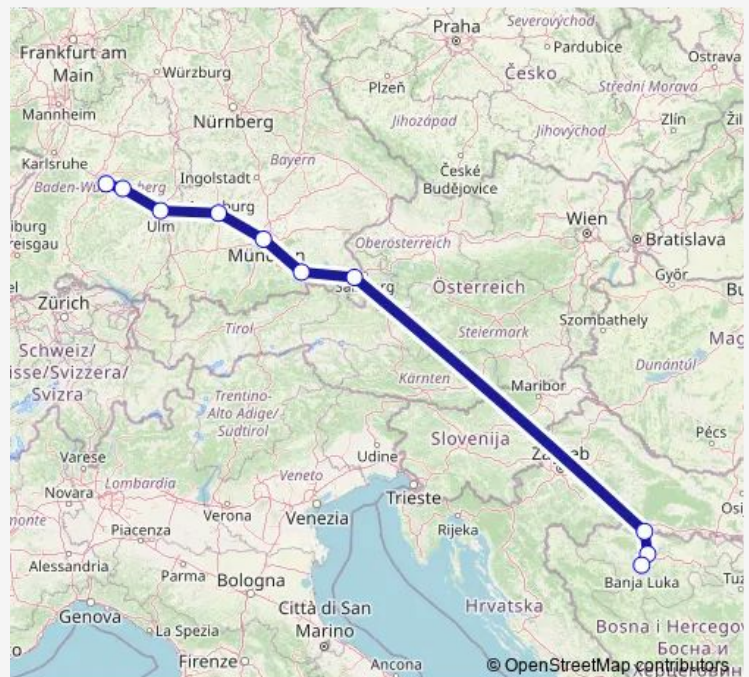 Severovýchod
Praha
Frankfurt am
Main
Pardubice
Ostrava
Würzburg
Česko
Plzeň
Střední Morava
Mannheim
Nürnberg
Jihozápad
Zlín
Jihovýchod
Karlsruhe
Bayern
České
Budějovice
Ingolstadt
Ulm
Wien
Bratislava
Oberösterreich
Győr
Zürich
Österreich
Szombathely
Tirol
Steiermark
Schweiz/
isse/Svizzera/
Svizra
Dunántúl
Kärnten
Maribor
Trentino-
Alto Adige/
Südtirol
Slovenija
Pécs
Udine
Varese
Lombardia
Veneto
Trieste
Novara
Verona
Venezia
Rijeka
Piacenza
Alessandria
Parma
Bologna
Banja Luka
Genova
Città di San
Marino
Hrvatska
La Spezia
Bosna i Hercegov
Босна и
Firenze
Ancona
© OpenStreetMap contributors